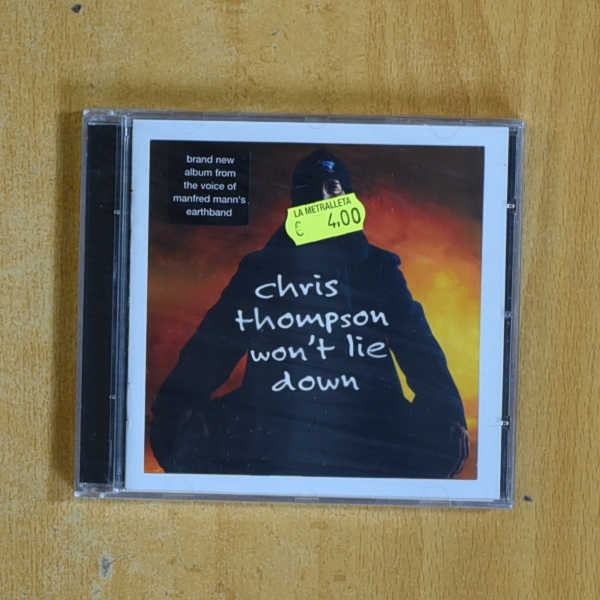 brand new
album from
the voice of
manfred mann's
earthband
LA METRALLETA
€ 4,00
chris
thompson
won't lie
down